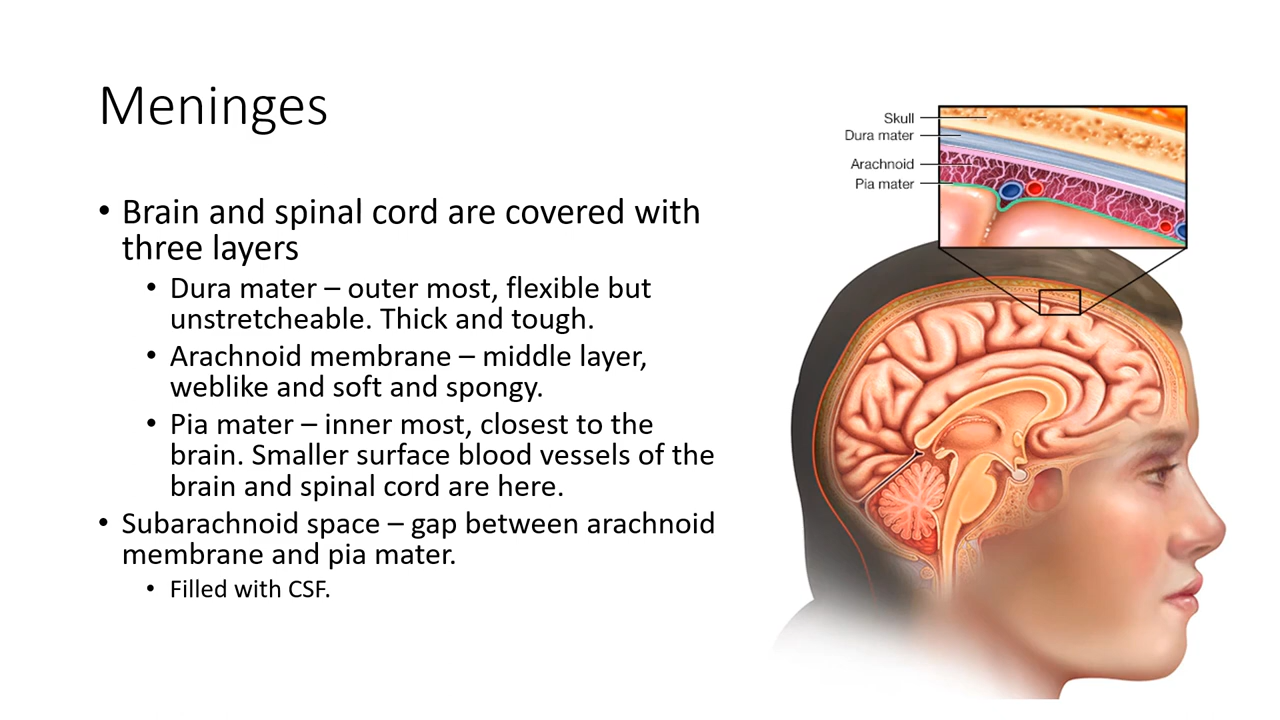 Meninges
• Brain and spinal cord are covered with
three layers
• Dura mater – outer most, flexible but
unstretcheable. Thick and tough.
• Arachnoid membrane – middle layer,
weblike and soft and spongy.
• Pia mater – inner most, closest to the
brain. Smaller surface blood vessels of the
brain and spinal cord are here.
• Subarachnoid space – gap between arachnoid
membrane and pia mater.
• Filled with CSF.
Skull
Dura mater
Arachnoid
Pia mater